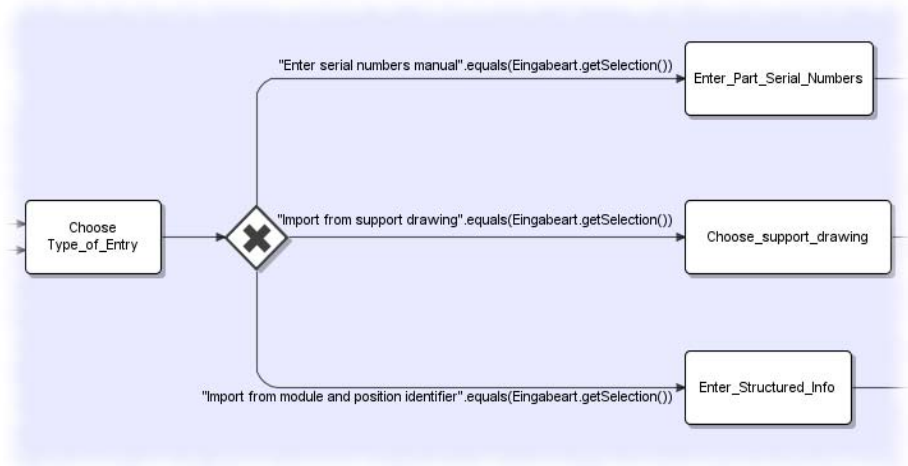 "Enter serial numbers manual".equals(Eingabeart.getSelection())
Enter_Part_Serial_Numbers
Choose
Type_of_Entry
"Import from support drawing".equals(Eingabeart.getSelection())
Choose_support_drawing
"Import from module and position identifier".equals(Eingabeart.getSelection())
Enter_Structured_Info